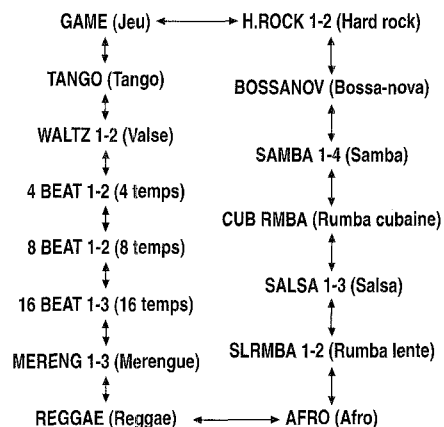 GAME (Jeu)
H.ROCK 1-2 (Hard rock)
TANGO (Tango)
BOSSANOV (Bossa-nova)
WALTZ 1-2 (Valse)
SAMBA 1-4 (Samba)
4 BEAT 1-2 (4 temps)
CUB RMBA (Rumba cubaine)
8 BEAT 1-2 (8 temps)
SALSA 1-3 (Salsa)
16 BEAT 1-3 (16 temps)
SLRMBA 1-2 (Rumba lente)
MERENG 1-3 (Merengue)
REGGAE (Reggae)
AFRO (Afro)